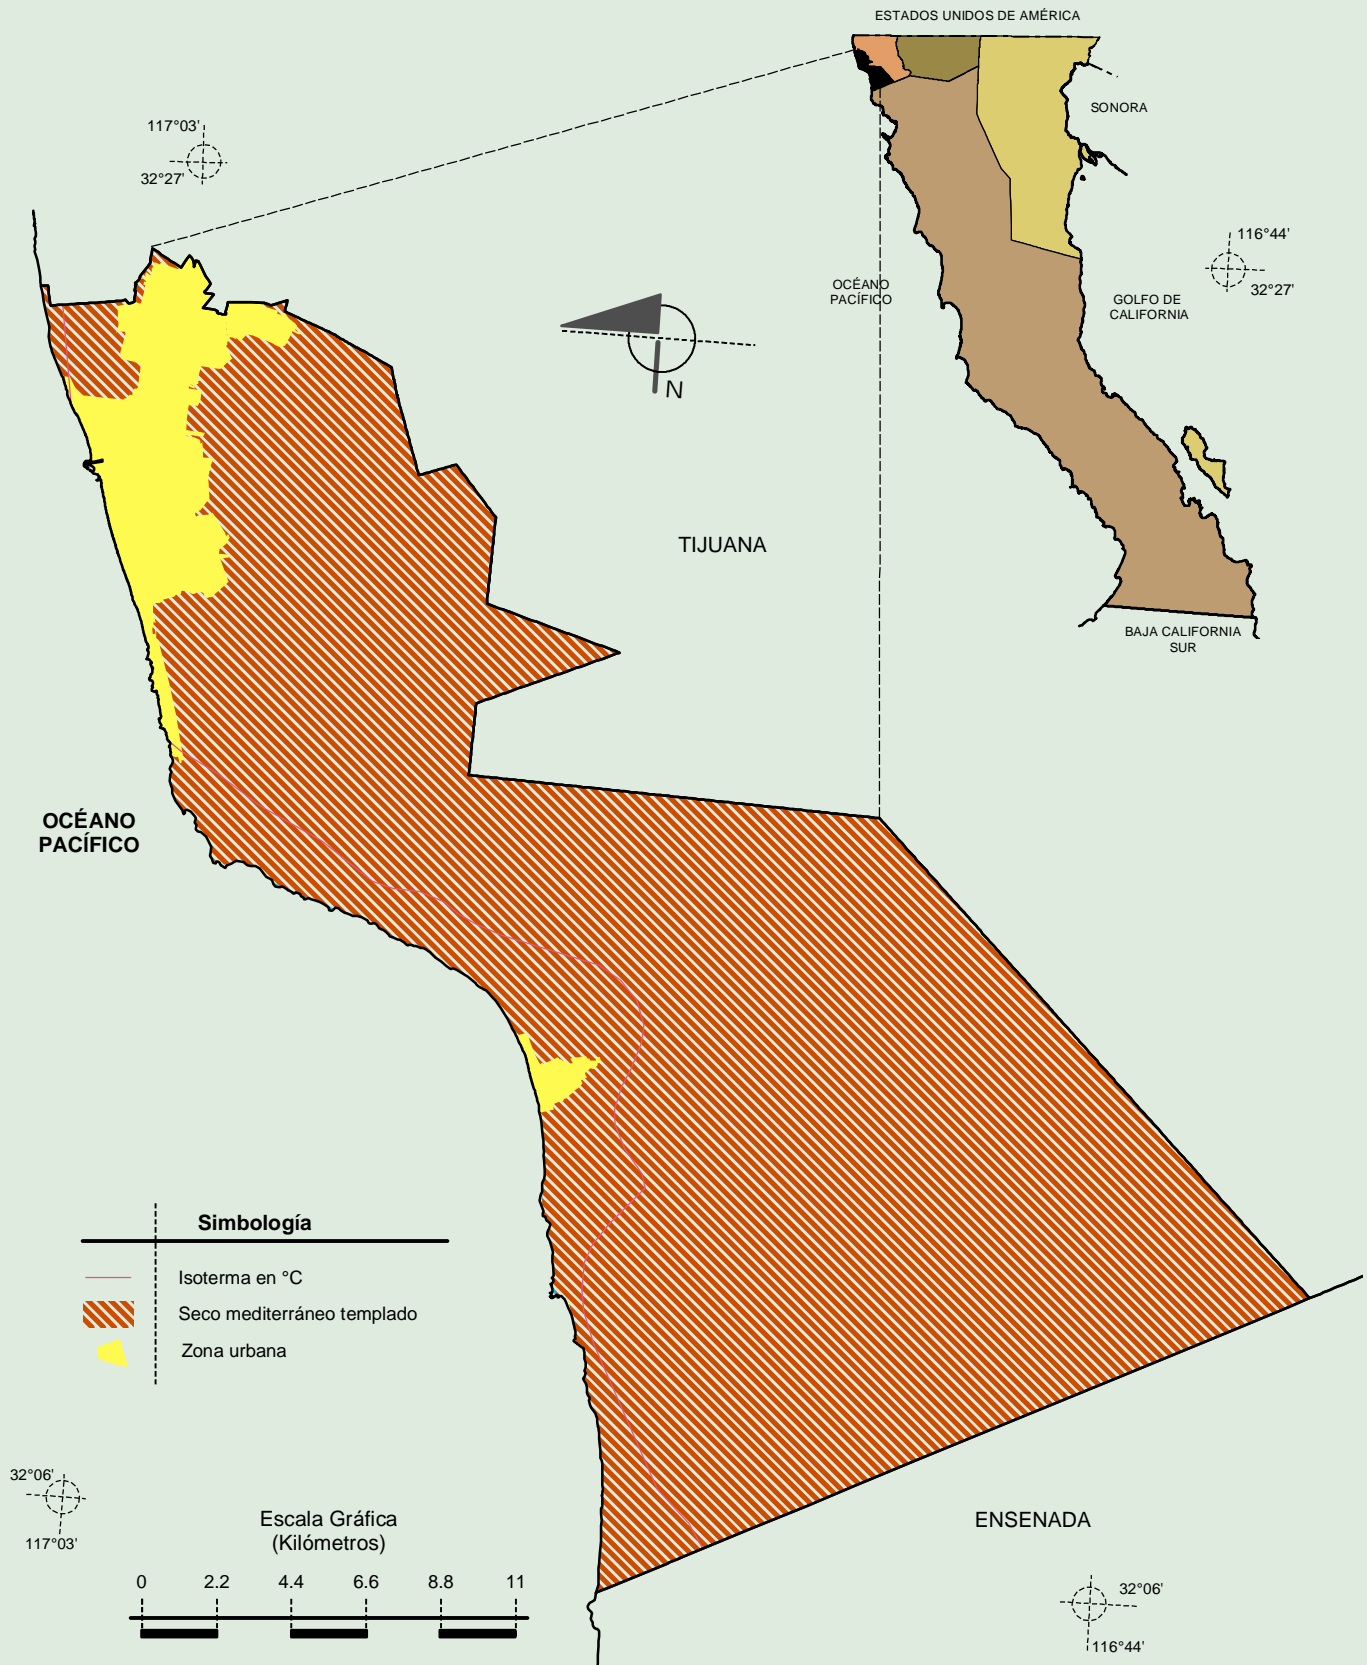 ESTADOS UNIDOS DE AMÉRICA
SONORA
117°03'
32°27'
116°44'
32°27'
OCÉANO
PACÍFICO
GOLFO DE
CALIFORNIA
N
TIJUANA
BAJA CALIFORNIA
SUR
OCÉANO
PACÍFICO
Simbología
Isoterma en °C
Seco mediterráneo templado
Zona urbana
32°06'
117°03'
Escala Gráfica
(Kilómetros)
0 2.2 4.4 6.6 8.8 11
ENSENADA
32°06'
116°44'